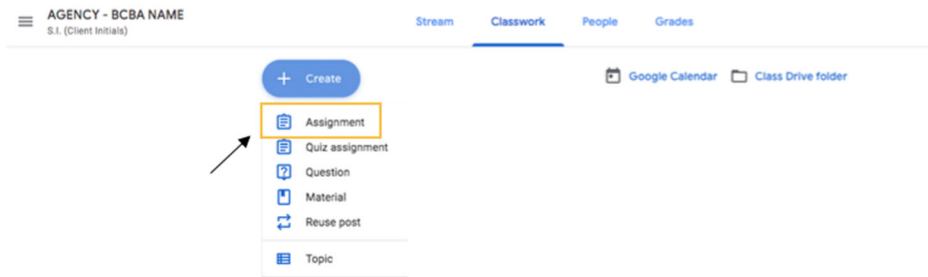 AGENCY - BCBA NAME
S.I. (Client Initials)
Stream Classwork People Grades
+ Create
Google Calendar Class Drive folder
Assignment
Quiz assignment
Question
Material
Reuse post
Topic